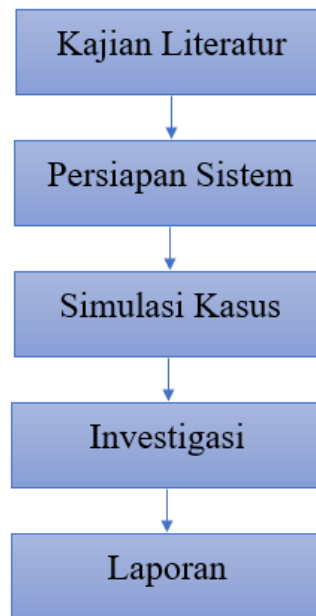 Kajian Literatur
Persiapan Sistem
Simulasi Kasus
Investigasi
Laporan